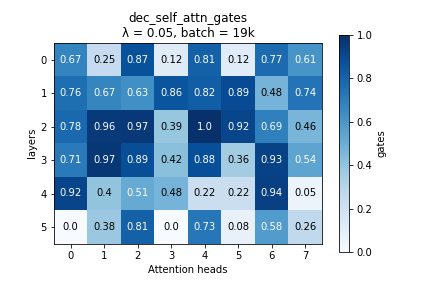 dec_self_attn_gates
λ = 0.05, batch = 19k
layers
0 0.67 0.25 0.87 0.12 0.81 0.12 0.77 0.61
1 0.76 0.67 0.63 0.86 0.82 0.89 0.48 0.74
2 0.78 0.96 0.97 0.39 1.0 0.92 0.69 0.46
3 0.71 0.97 0.89 0.42 0.88 0.36 0.93 0.54
4 0.92 0.4 0.51 0.48 0.22 0.22 0.94 0.05
5 0.0 0.38 0.81 0.0 0.73 0.08 0.58 0.26
0 1 2 3 4 5 6 7
Attention heads
1.0
0.8
0.6
0.4
0.2
0.0
gates